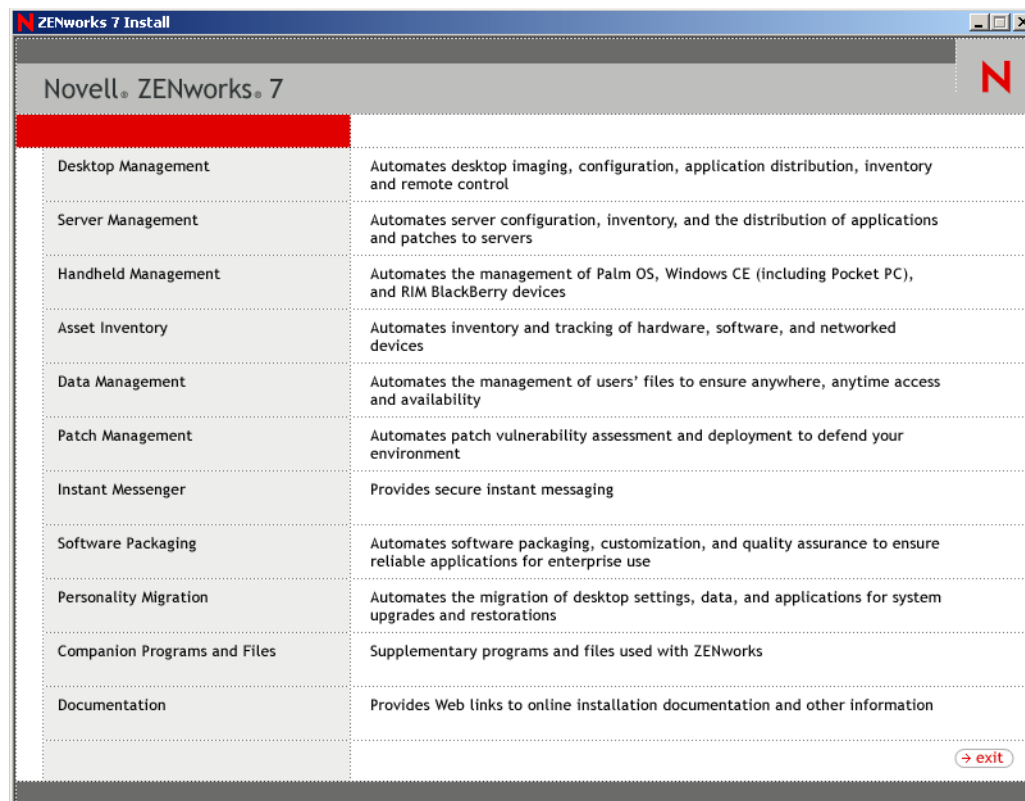 N ZENworks 7 Install
Novell® ZENworks® 7
N
Desktop Management
Automates desktop imaging, configuration, application distribution, inventory
and remote control
Server Management
Automates server configuration, inventory, and the distribution of applications
and patches to servers
Handheld Management
Automates the management of Palm OS, Windows CE (including Pocket PC),
and RIM BlackBerry devices
Asset Inventory
Automates inventory and tracking of hardware, software, and networked
devices
Data Management
Automates the management of users’ files to ensure anywhere, anytime access
and availability
Patch Management
Automates patch vulnerability assessment and deployment to defend your
environment
Instant Messenger
Provides secure instant messaging
Software Packaging
Automates software packaging, customization, and quality assurance to ensure
reliable applications for enterprise use
Personality Migration
Automates the migration of desktop settings, data, and applications for system
upgrades and restorations
Companion Programs and Files
Supplementary programs and files used with ZENworks
Documentation
Provides Web links to online installation documentation and other information
→ exit